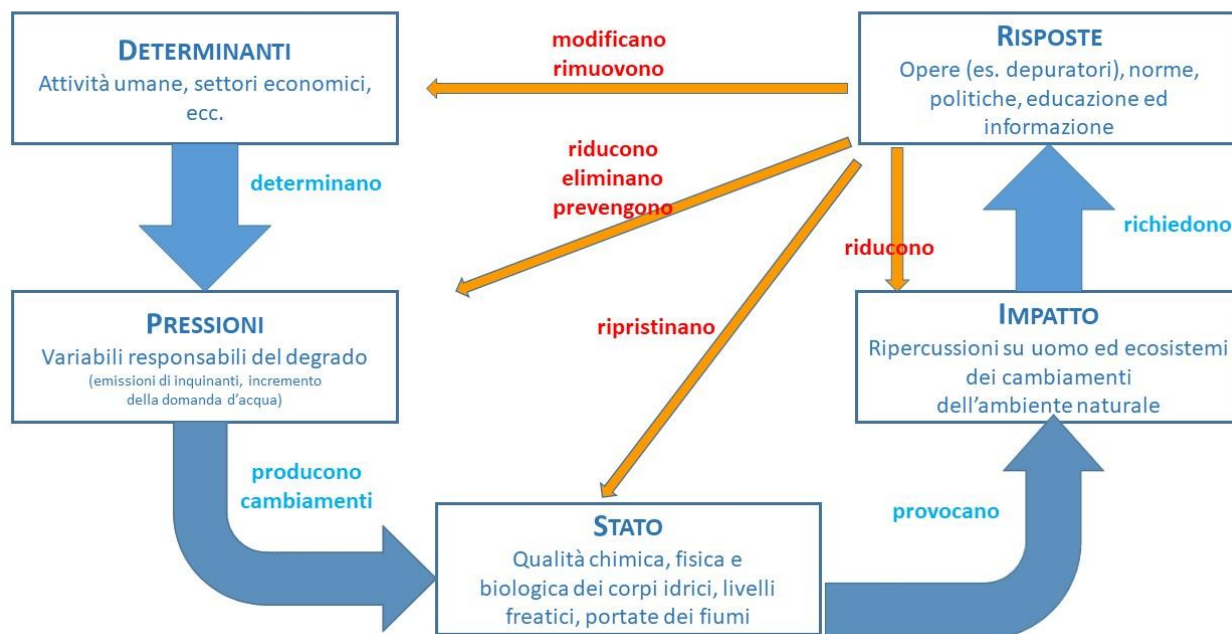 DETERMINANTI
Attività umane, settori economici,
ecc.
modificano
rimuovono
RISPOSTE
Opere (es. depuratori), norme,
politiche, educazione ed
informazione
determinano
riducono
eliminano
prevengono
riducono
richiedono
PRESSIONI
Variabili responsabili del degrado
(emissioni di inquinanti, incremento
della domanda d'acqua)
ripristinano
IMPATTO
Ripercussioni su uomo ed ecosistemi
dei cambiamenti
dell'ambiente naturale
producono
cambiamenti
STATO
Qualità chimica, fisica e
biologica dei corpi idrici, livelli
freatici, portate dei fiumi
provocano